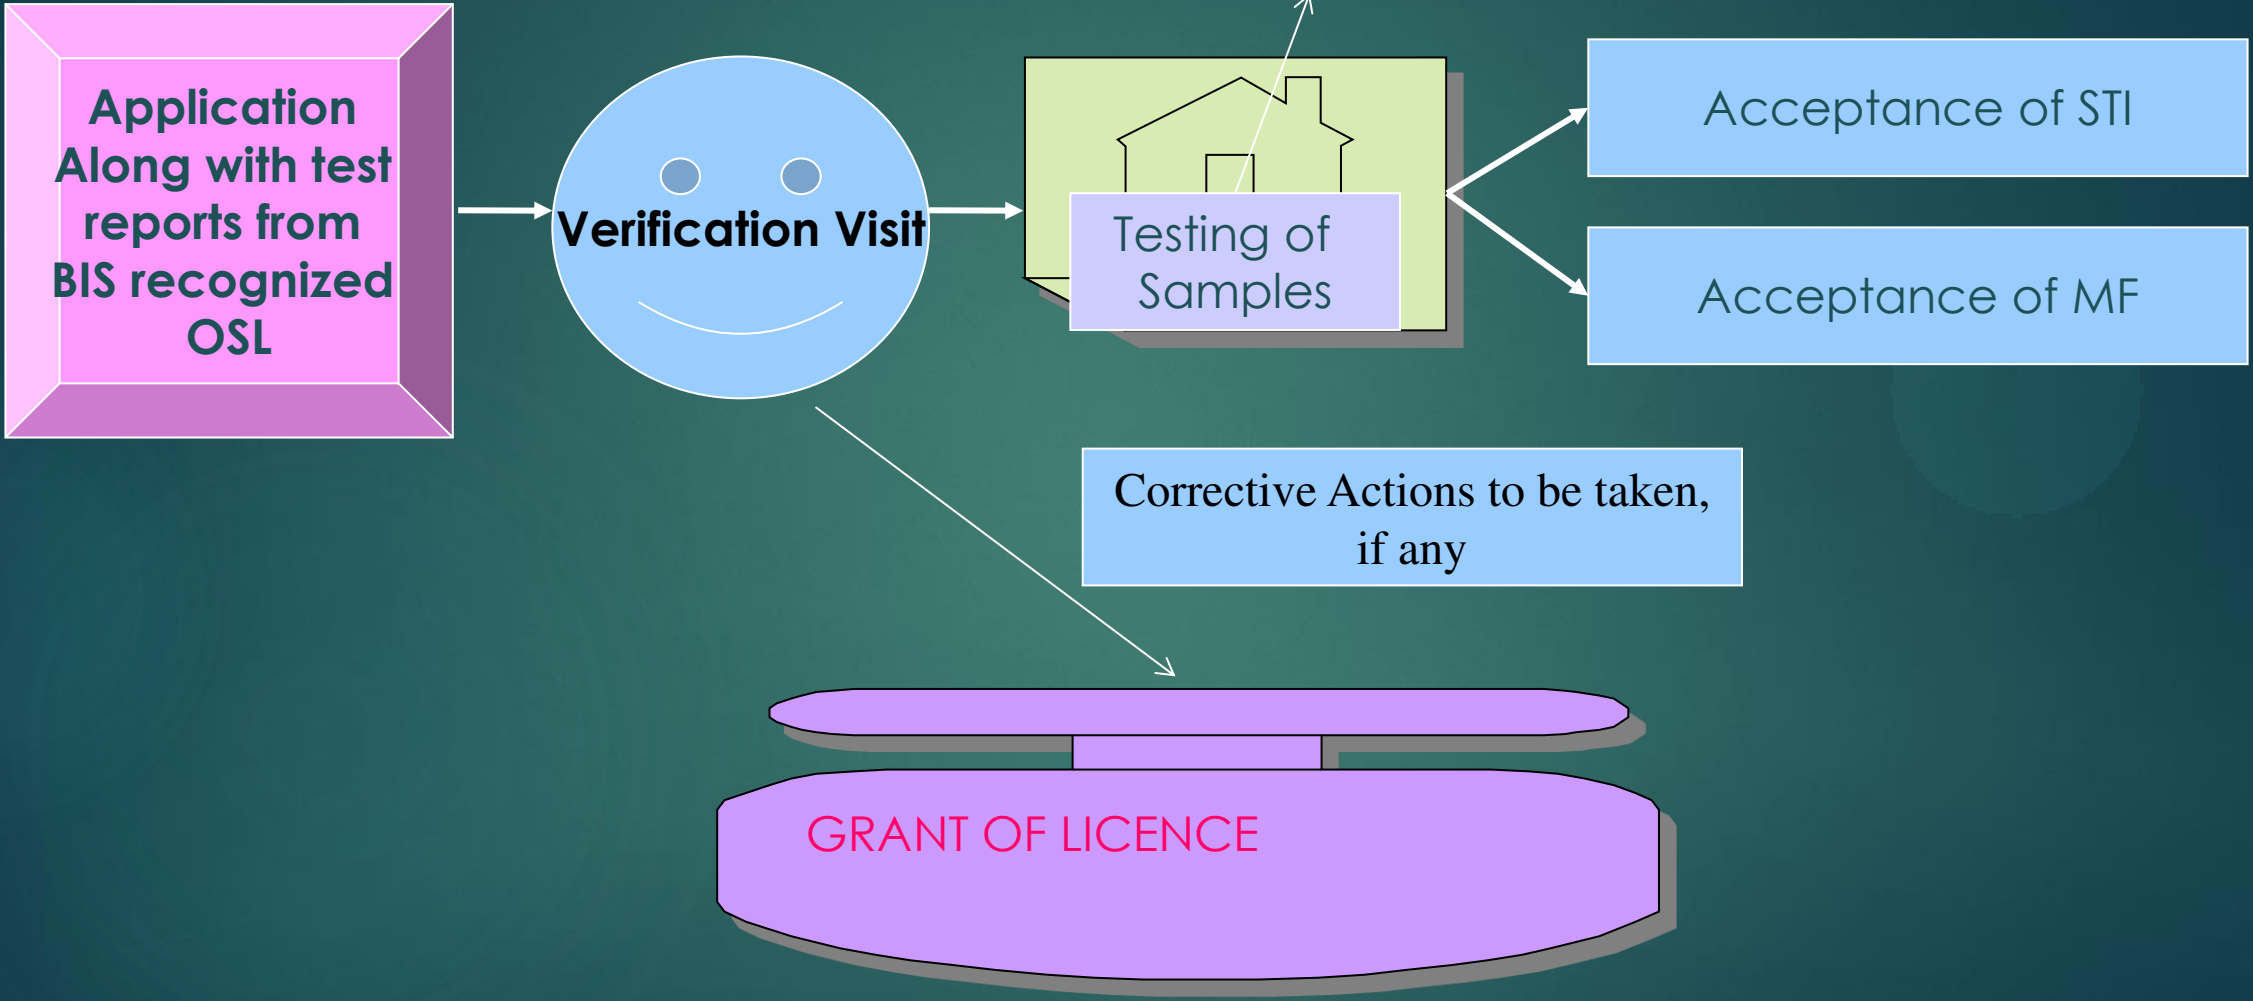 Application
Along with test
reports from
BIS recognized
OSL
Verification Visit
Testing of
Samples
Acceptance of STI
Acceptance of MF
Corrective Actions to be taken,
if any
GRANT OF LICENCE